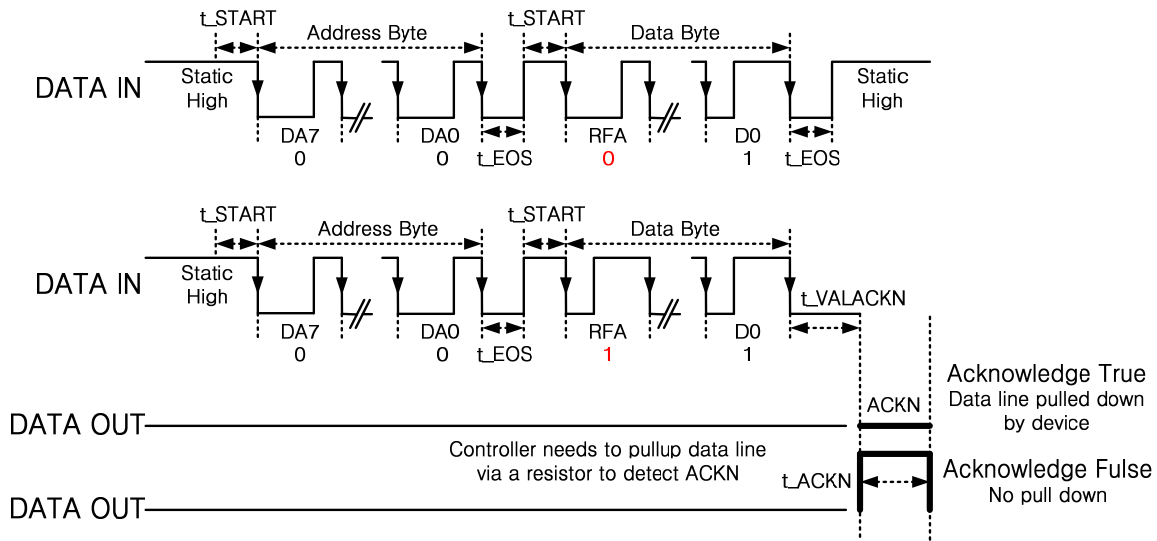 t_START
t_START
Address Byte
Data Byte
DATA IN
Static
High
Static
High
DA7
0
DA0
0
t_EOS
RFA
0
D0
1
t_EOS
t_START
t_START
Address Byte
Data Byte
DATA IN
Static
High
t_VALACKN
DA7
0
DA0
0
t_EOS
RFA
1
D0
1
Acknowledge True
Data line pulled down
by device
ACKN
DATA OUT
Controller needs to pullup data line
via a resistor to detect ACKN
t_ACKN
Acknowledge Fulse
No pull down
DATA OUT